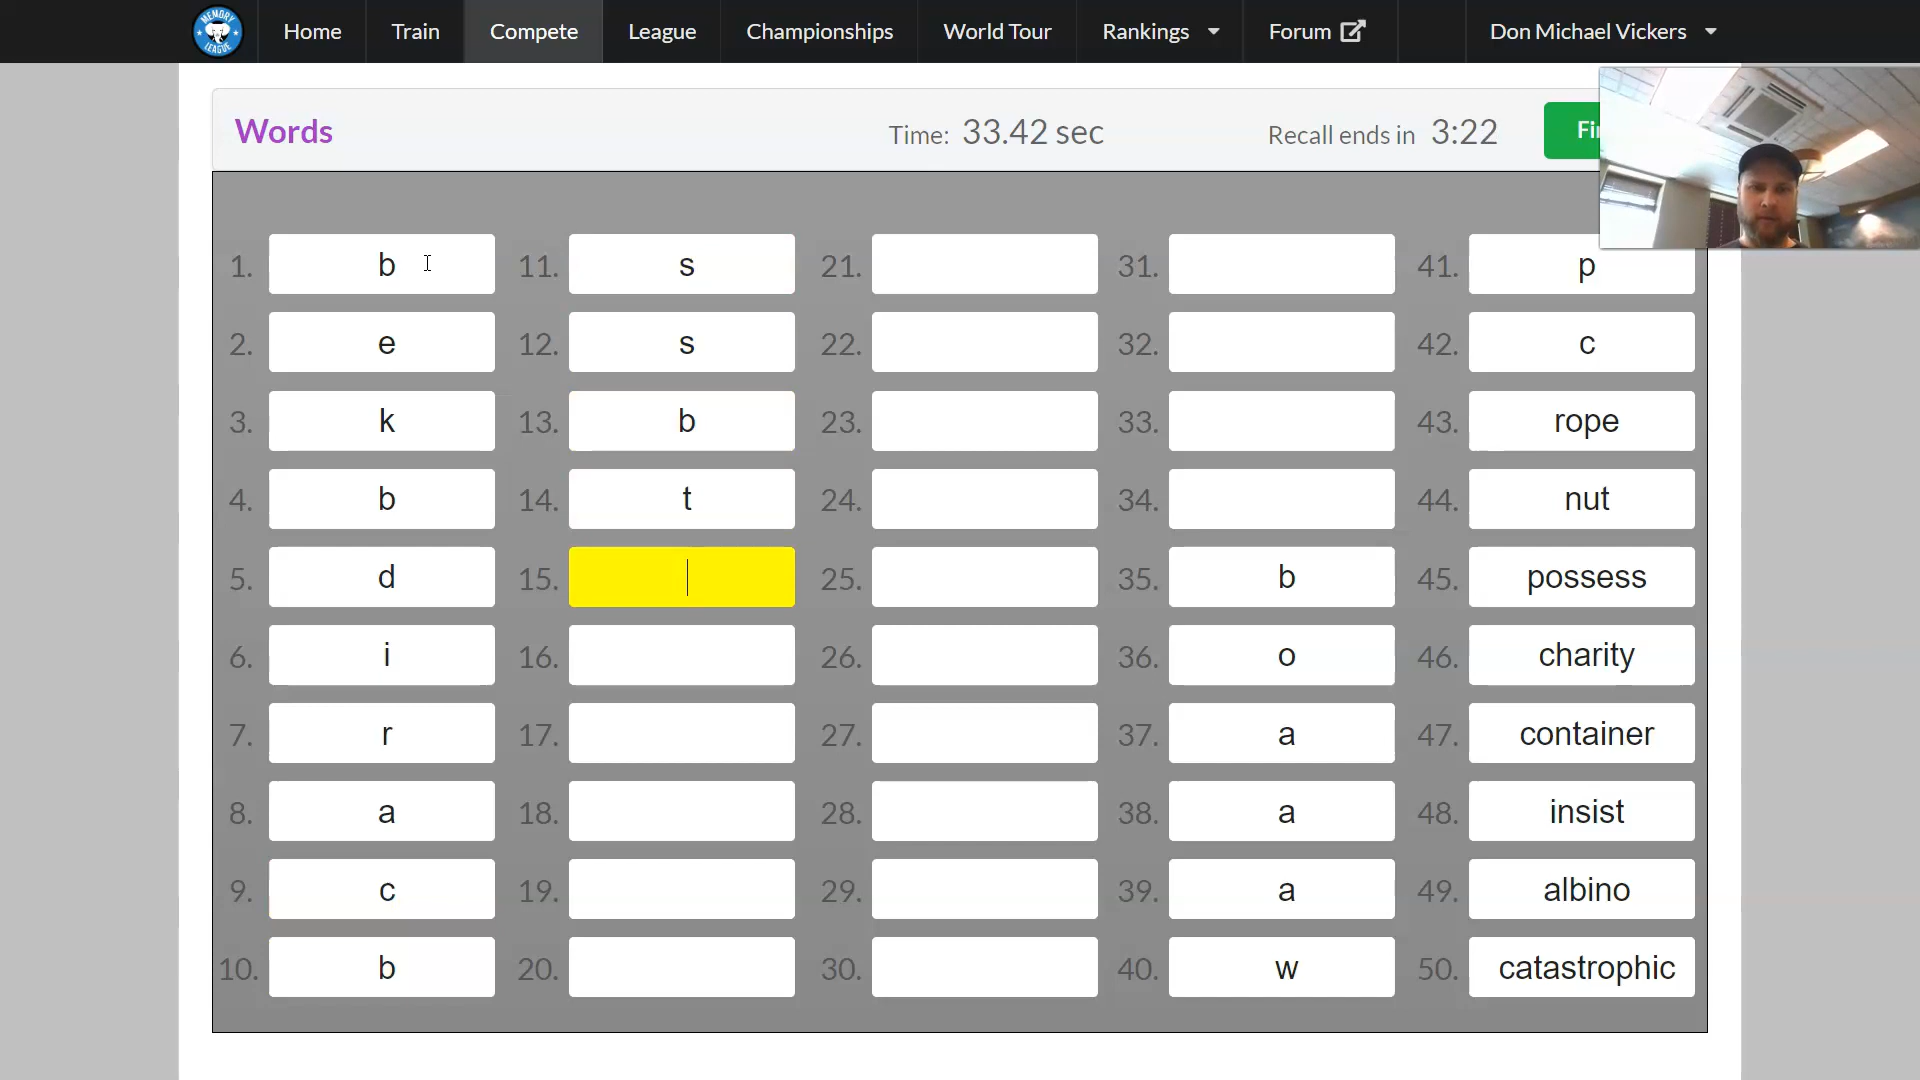 MEMORY LEAGUE Home Train Compete League Championships World Tour Rankings Forum Don Michael Vickers
Words Time: 33.42 sec Recall ends in 3:22
1. b 11. s 21. 31. 41. p
2. e 12. s 22. 32. 42. c
3. k 13. b 23. 33. 43. rope
4. b 14. t 24. 34. 44. nut
5. d 15. 25. 35. b 45. possess
6. i 16. 26. 36. o 46. charity
7. r 17. 27. 37. a 47. container
8. a 18. 28. 38. a 48. insist
9. c 19. 29. 39. a 49. albino
10. b 20. 30. 40. w 50. catastrophic